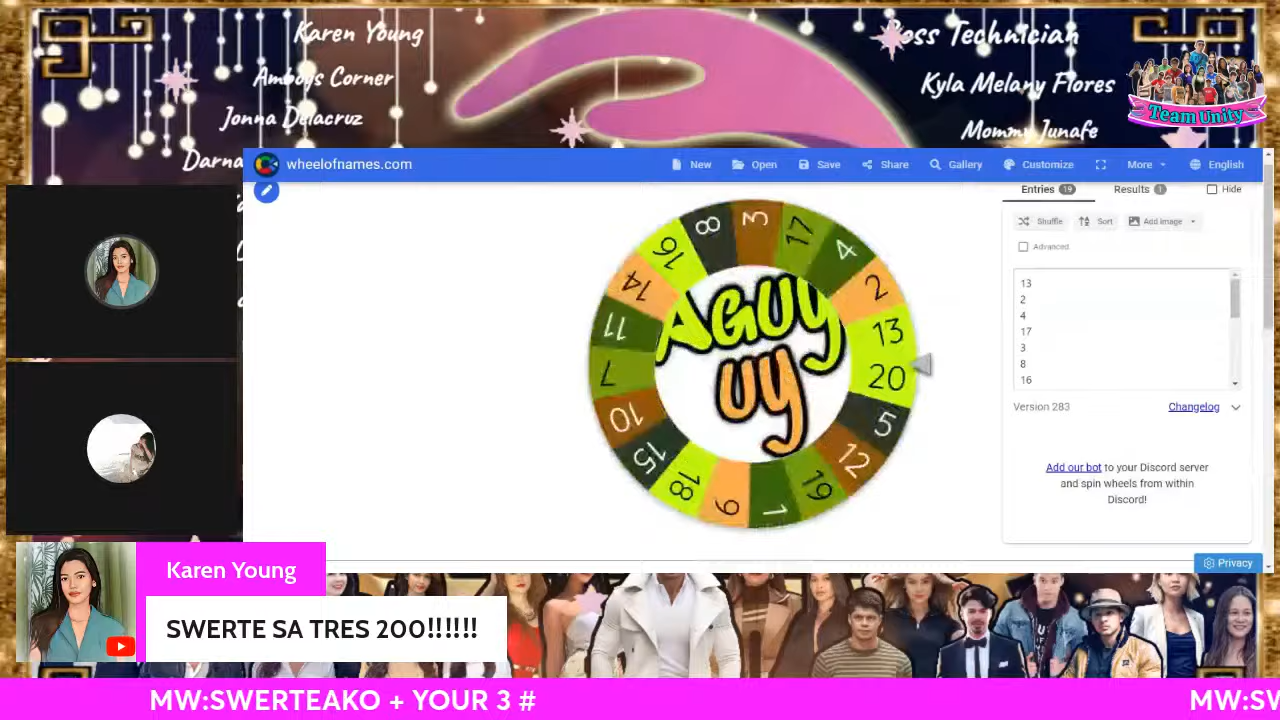 Karen Young
Amboys Corner
Jonna Delacruz
Darna
oss Technician
Kyla Melany Flores
Mommy Junafe
Team Unity
wheelofnames.com
New
Open
Save
Share
Gallery
Customize
More
English
Entries 19
Results 1
Hide
Shuffle
Sort
Add image
Advanced
13
2
4
17
3
8
16
Version 283
Changelog
Add our bot to your Discord server
and spin wheels from within
Discord!
Privacy
3
17
4
2
13
20
5
12
19
1
9
18
15
10
7
11
14
16
8
AGUY
UY
Karen Young
SWERTE SA TRES 200!!!!!!
MW:SWERTEAKO + YOUR 3 #
MW:SW